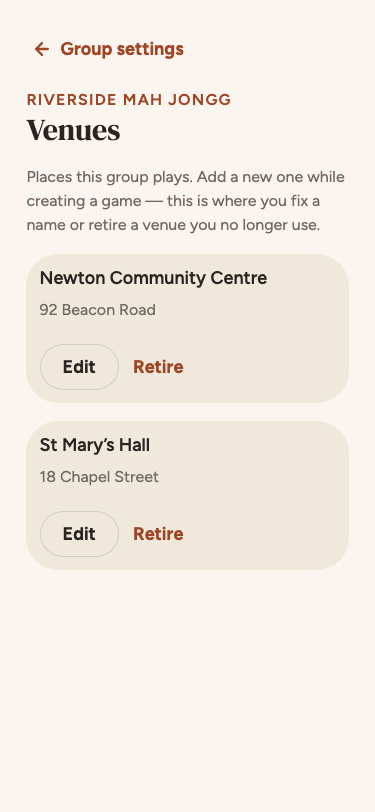 Group settings
RIVERSIDE MAH JONGG
Venues
Places this group plays. Add a new one while
creating a game — this is where you fix a
name or retire a venue you no longer use.
Newton Community Centre
92 Beacon Road
Edit
Retire
St Mary’s Hall
18 Chapel Street
Edit
Retire